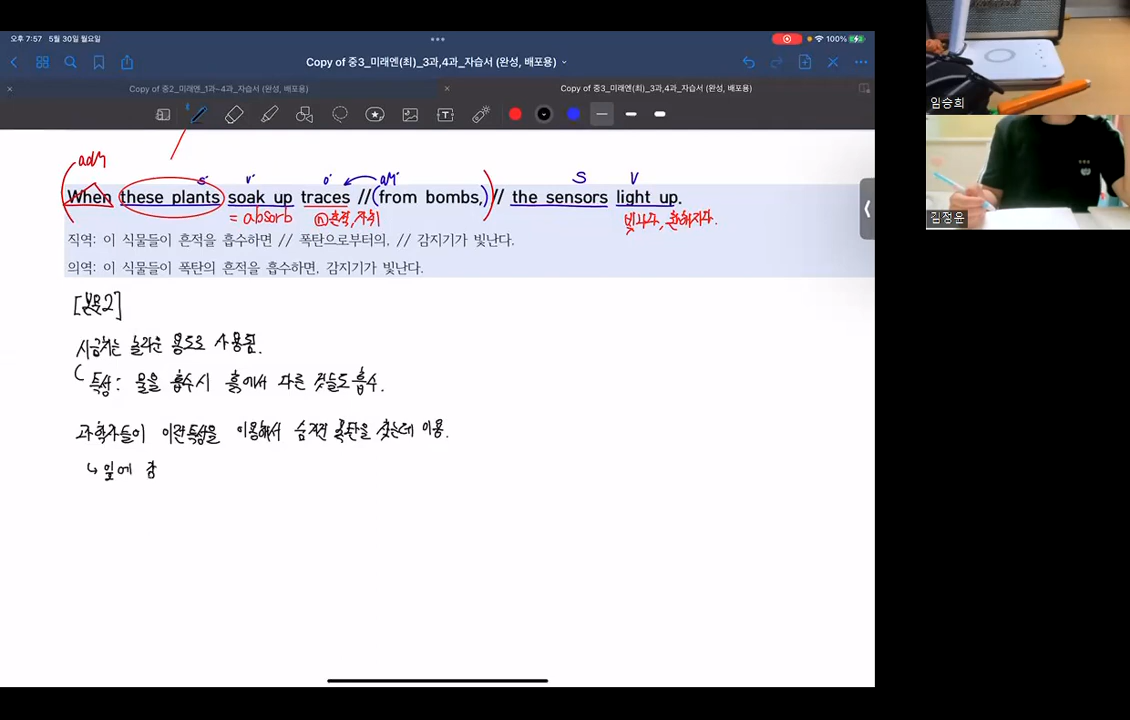 오후 7:57 5월 30일 월요일
100%
Copy of 중3_미래엔(최)_3과,4과_자습서 (완성, 배포용)
Copy of 중2_미래엔_1과~4과_자습서 (완성, 배포용)
Copy of 중3_미래엔(최)_3과,4과_자습서 (완성, 배포용)
임승희
김정윤
adv
s' v' o' S V
When these plants soak up traces //(from bombs,)// the sensors light up.
= absorb ⓝ흔적, 자취 빛나다, 환해지다.
직역: 이 식물들이 흔적을 흡수하면 // 폭탄으로부터의, // 감지기가 빛난다.
의역: 이 식물들이 폭탄의 흔적을 흡수하면, 감지기가 빛난다.
[본문2]
시금치는 놀라운 용도로 사용됨.
특성: 물을 흡수시 흙에서 다른 것들도 흡수.
과학자들이 이런 특성을 이용해서 숨겨진 폭탄을 찾는데 이용.
↳ 잎에 감